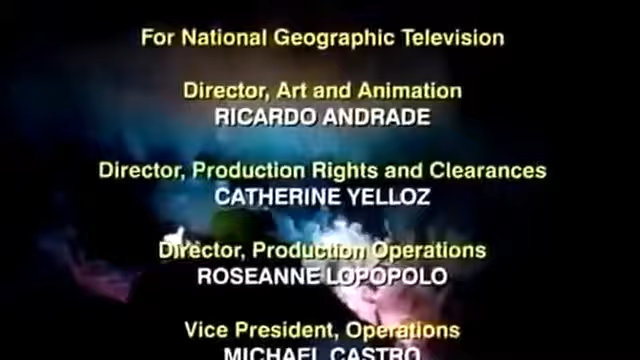 For National Geographic Television
Director, Art and Animation
RICARDO ANDRADE
Director, Production Rights and Clearances
CATHERINE YELLOZ
Director, Production Operations
ROSEANNE LOPOPOLO
Vice President, Operations
MICHAEL CASTRO